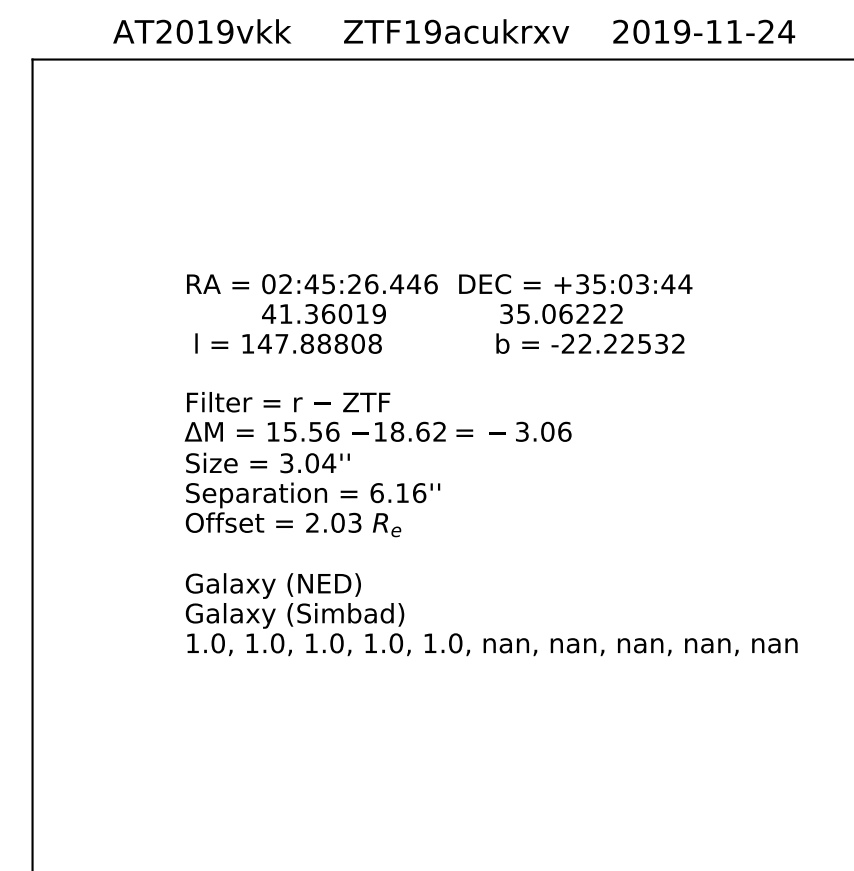 AT2019vkk ZTF19acukrxv 2019-11-24
RA = 02:45:26.446 DEC = +35:03:44
41.36019 35.06222
l = 147.88808 b = -22.22532
Filter = r − ZTF
ΔM = 15.56 −18.62 = − 3.06
Size = 3.04''
Separation = 6.16''
Offset = 2.03 Rₑ
Galaxy (NED)
Galaxy (Simbad)
1.0, 1.0, 1.0, 1.0, 1.0, nan, nan, nan, nan, nan